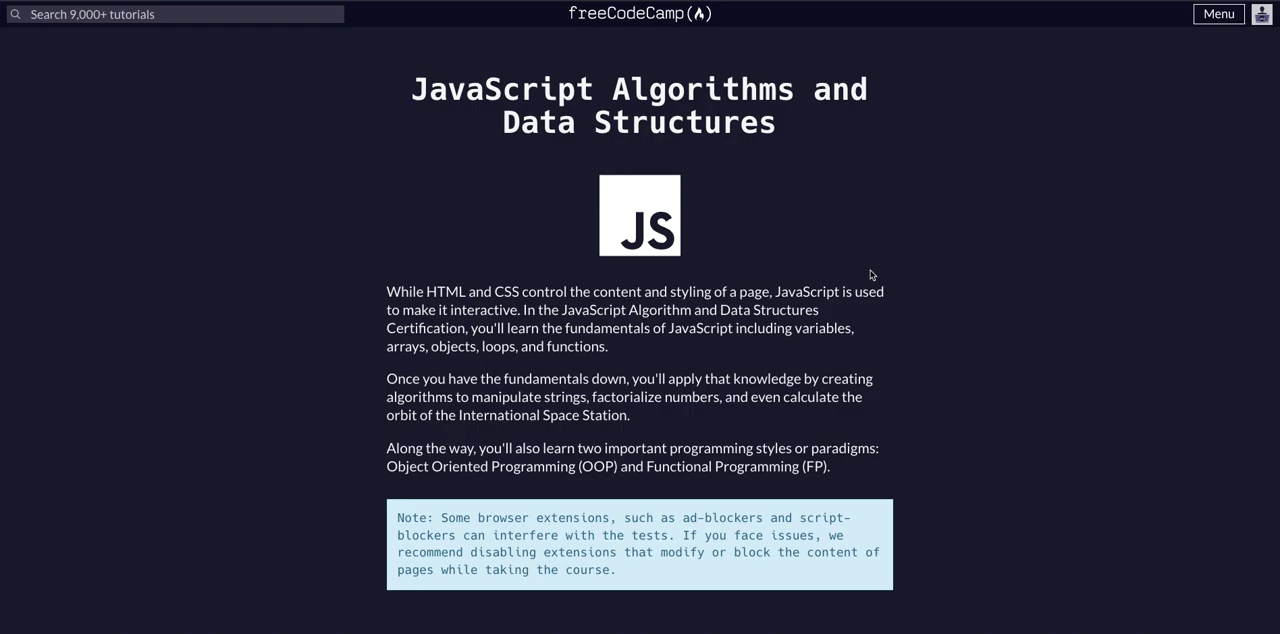 Search 9,000+ tutorials
freeCodeCamp
Menu
JavaScript Algorithms and
Data Structures
JS
While HTML and CSS control the content and styling of a page, JavaScript is used
to make it interactive. In the JavaScript Algorithm and Data Structures
Certification, you'll learn the fundamentals of JavaScript including variables,
arrays, objects, loops, and functions.
Once you have the fundamentals down, you'll apply that knowledge by creating
algorithms to manipulate strings, factorialize numbers, and even calculate the
orbit of the International Space Station.
Along the way, you'll also learn two important programming styles or paradigms:
Object Oriented Programming (OOP) and Functional Programming (FP).
Note: Some browser extensions, such as ad-blockers and script-
blockers can interfere with the tests. If you face issues, we
recommend disabling extensions that modify or block the content of
pages while taking the course.